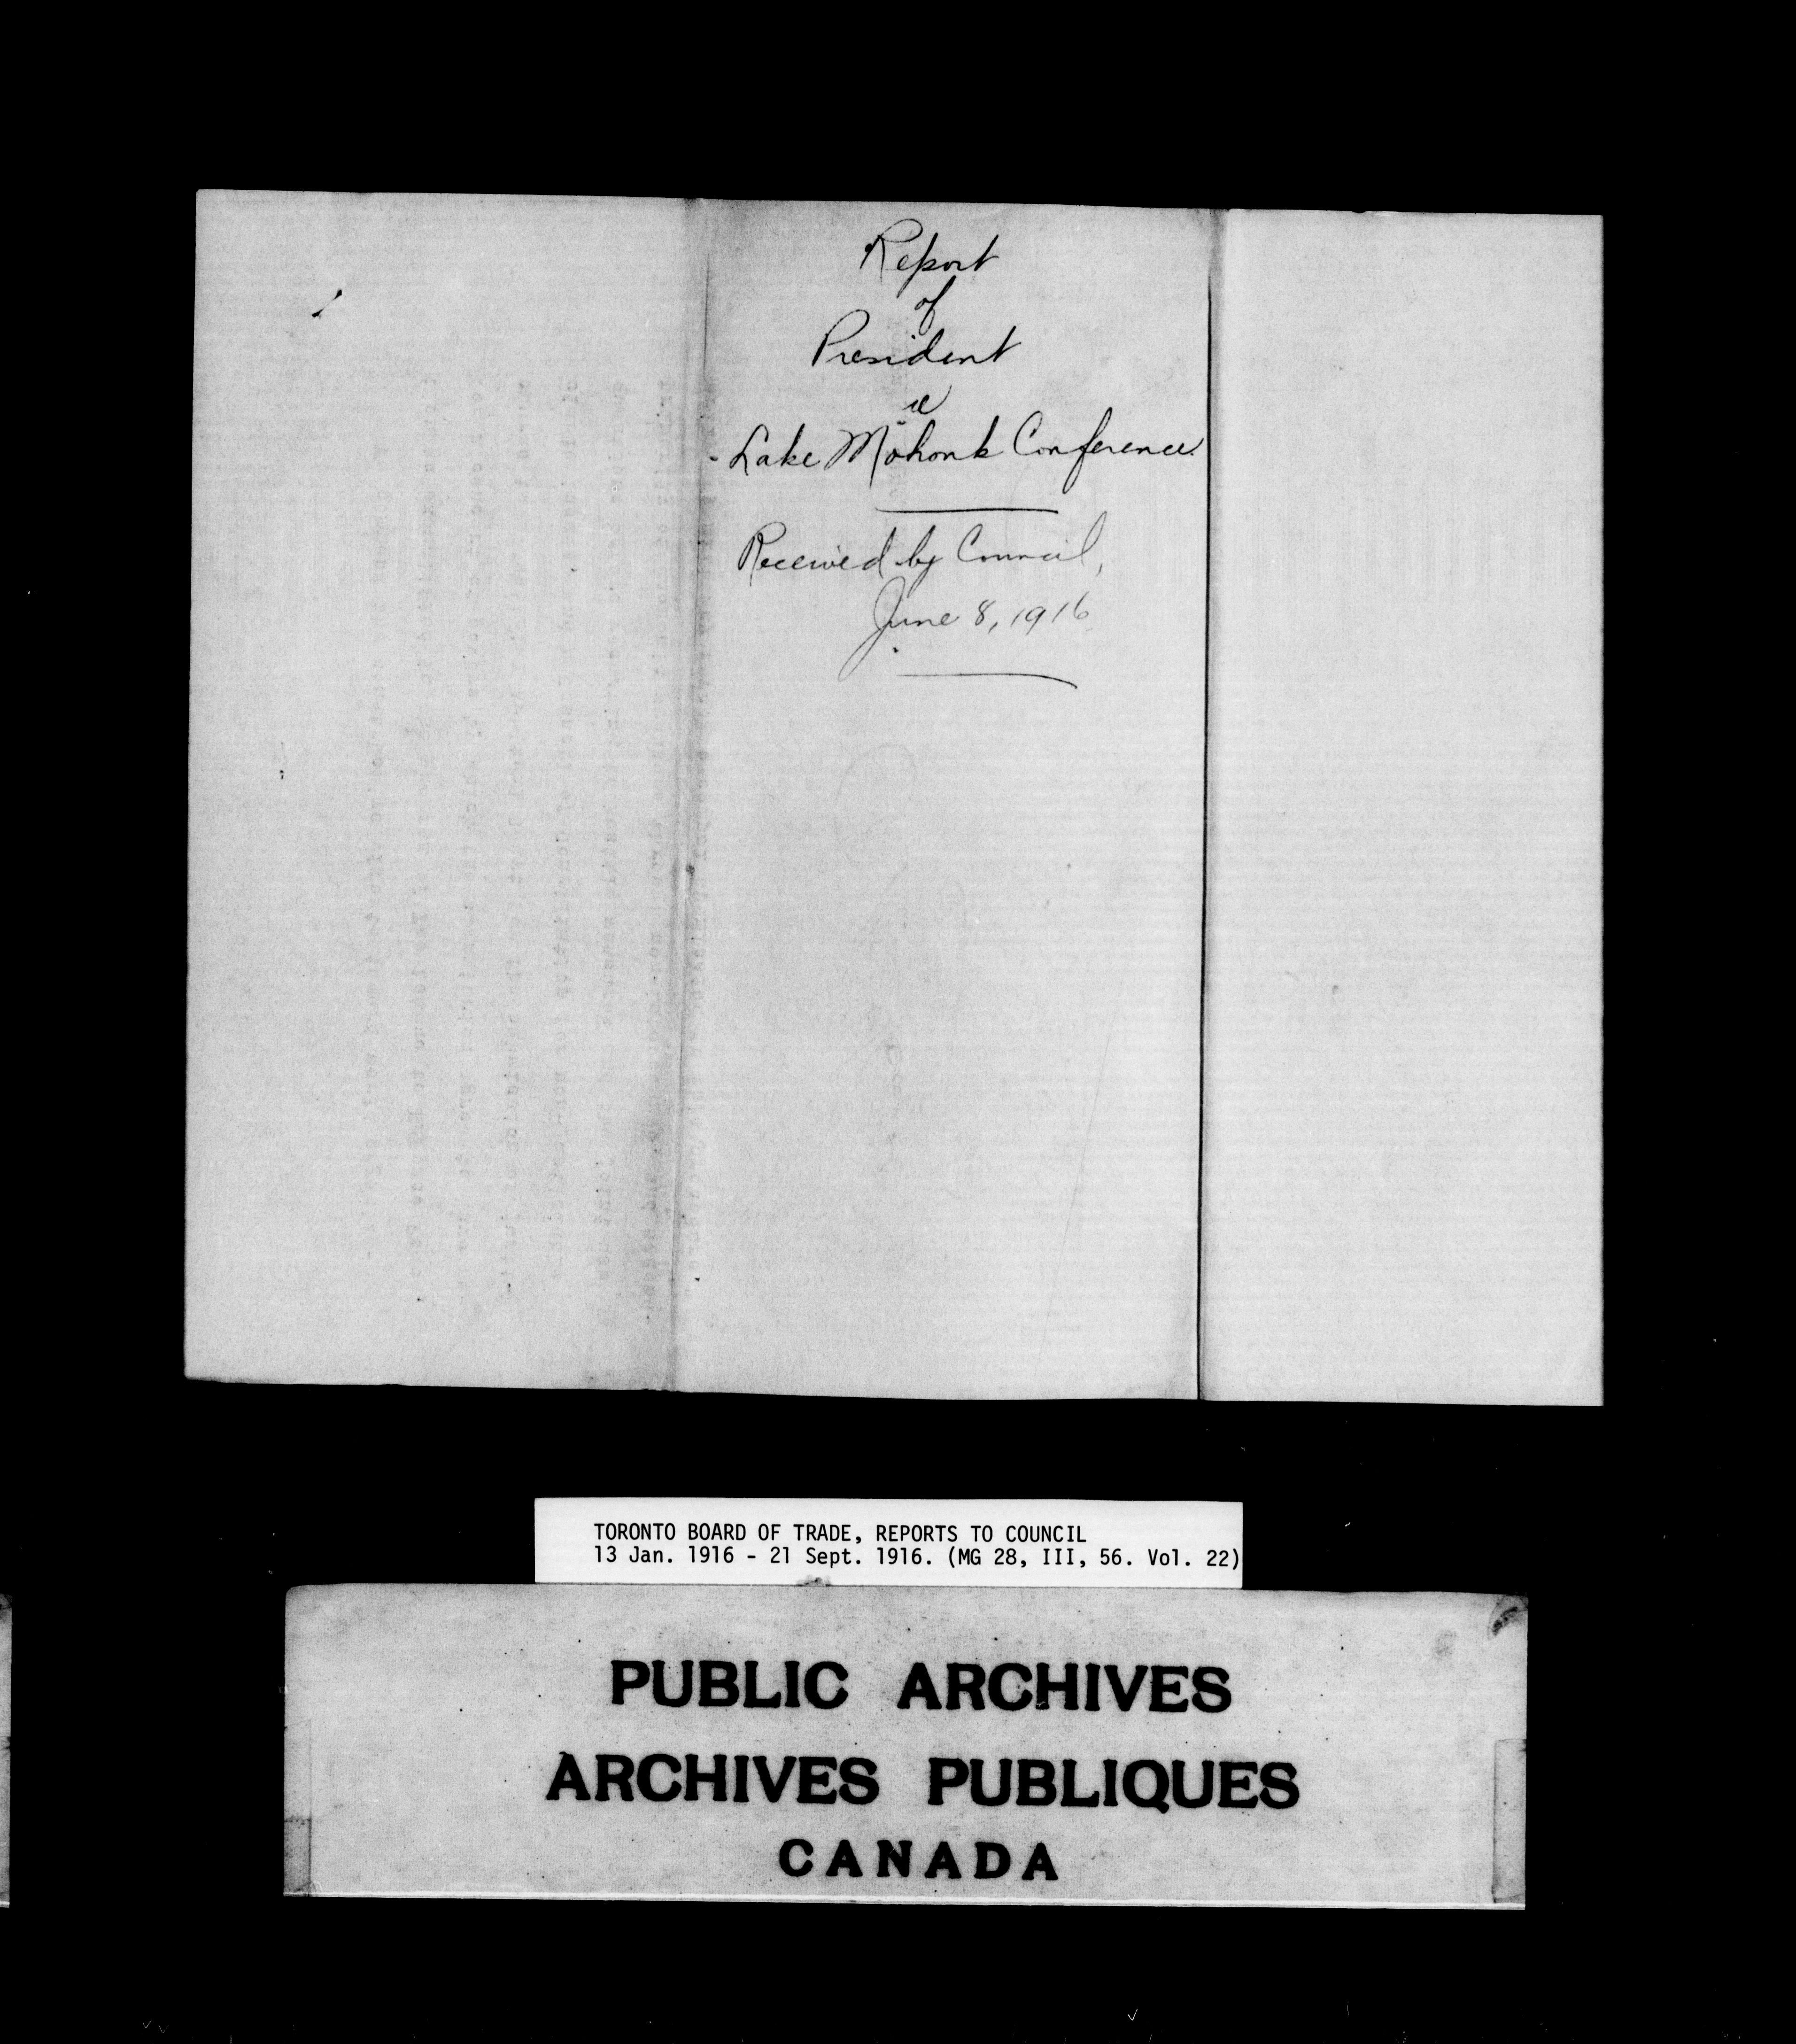 Report
of
President
re
Lake Mohonk Conference
Received by Council,
June 8, 1916
TORONTO BOARD OF TRADE, REPORTS TO COUNCIL
13 Jan. 1916 - 21 Sept. 1916. (MG 28, III, 56. Vol. 22)
PUBLIC ARCHIVES
ARCHIVES PUBLIQUES
CANADA